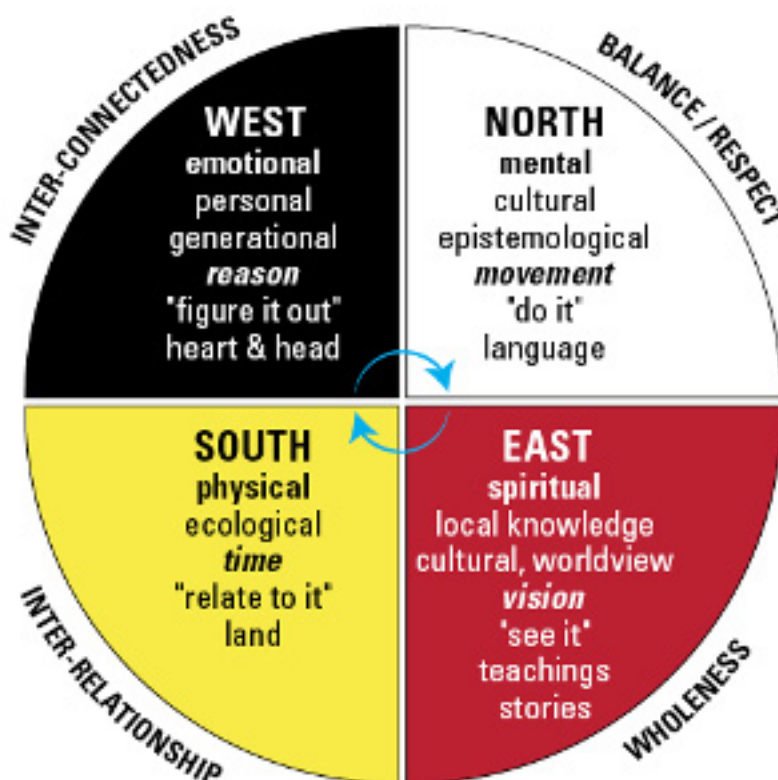 INTER-CONNECTEDNESS
WEST
emotional
personal
generational
reason
"figure it out"
heart & head
BALANCE / RESPECT
NORTH
mental
cultural
epistemological
movement
"do it"
language
SOUTH
physical
ecological
time
"relate to it"
land
INTER-RELATIONSHIP
EAST
spiritual
local knowledge
cultural, worldview
vision
"see it"
teachings
stories
WHOLENESS